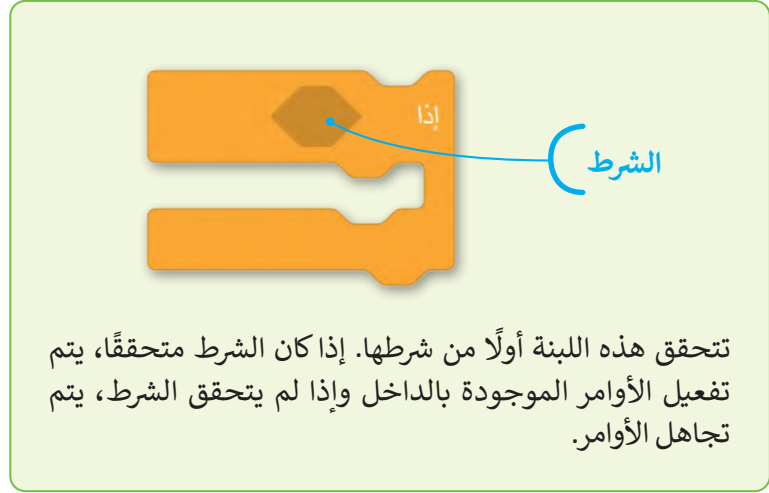 إذا
الشرط
تتحقق هذه اللبنة أولًا من شرطها. إذا كان الشرط متحققًا، يتم
تفعيل الأوامر الموجودة بالداخل وإذا لم يتحقق الشرط، يتم
تجاهل الأوامر.